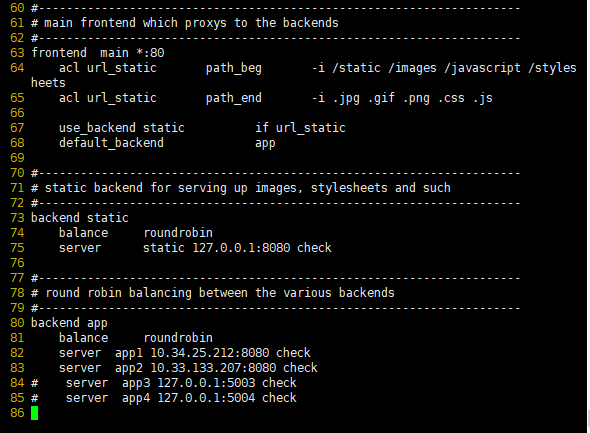 60 #---------------------------------------------------------------------
61 # main frontend which proxys to the backends
62 #---------------------------------------------------------------------
63 frontend  main *:80
64     acl url_static       path_beg       -i /static /images /javascript /styles
heets
65     acl url_static       path_end       -i .jpg .gif .png .css .js
66
67     use_backend static          if url_static
68     default_backend             app
69
70 #---------------------------------------------------------------------
71 # static backend for serving up images, stylesheets and such
72 #---------------------------------------------------------------------
73 backend static
74     balance     roundrobin
75     server      static 127.0.0.1:8080 check
76
77 #---------------------------------------------------------------------
78 # round robin balancing between the various backends
79 #---------------------------------------------------------------------
80 backend app
81     balance     roundrobin
82     server  app1 10.34.25.212:8080 check
83     server  app2 10.33.133.207:8080 check
84 #    server  app3 127.0.0.1:5003 check
85 #    server  app4 127.0.0.1:5004 check
86